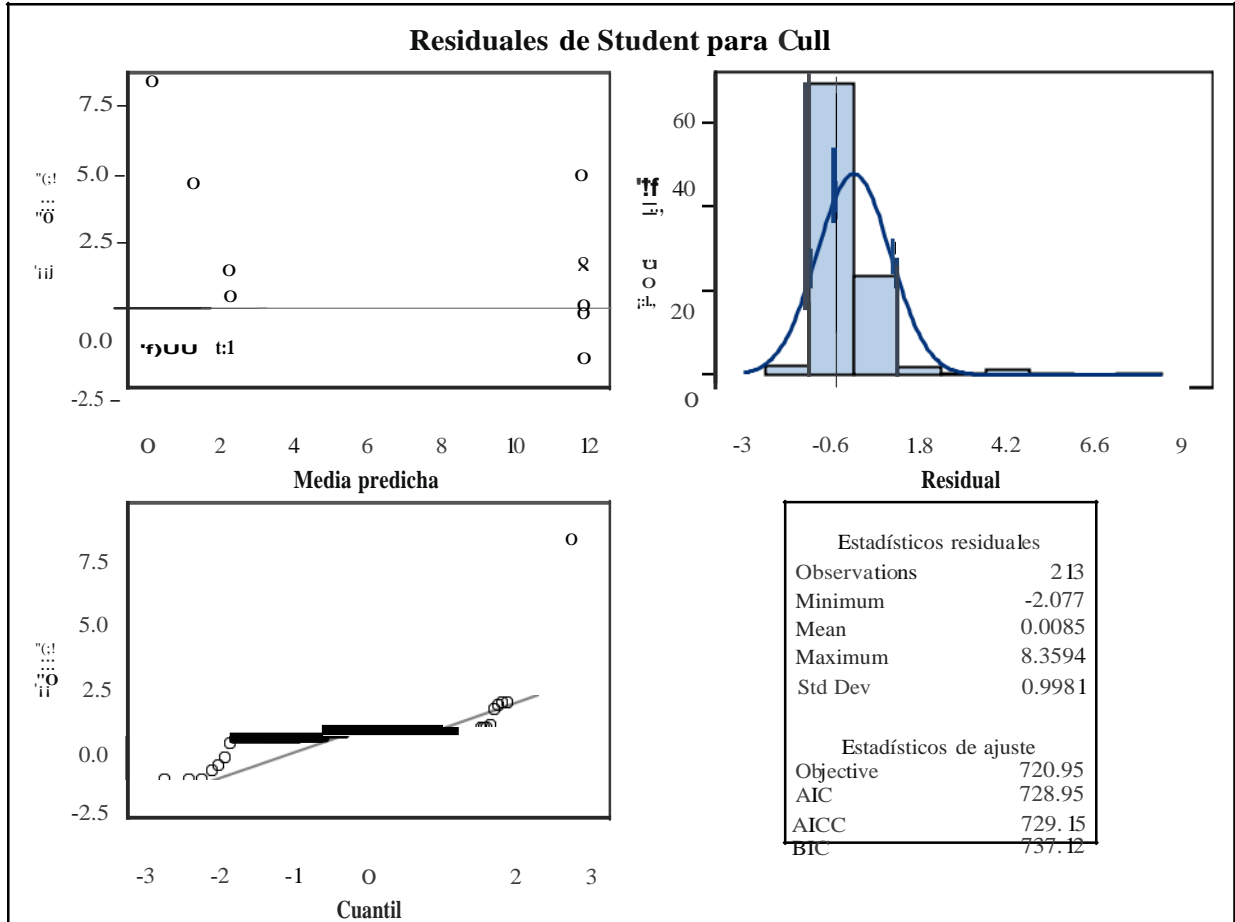 Residuales de Student para Cull
7.5
5.0
2.5
0.0
-2.5
0 2 4 6 8 10 12
Media predicha
60
40
20
0
-3 -0.6 1.8 4.2 6.6 9
Residual
7.5
5.0
2.5
0.0
-2.5
-3 -2 -1 0 2 3
Cuantil
Estadísticos residuales
Observations 213
Minimum -2.077
Mean 0.0085
Maximum 8.3594
Std Dev 0.9981
Estadísticos de ajuste
Objective 720.95
AIC 728.95
AICC 729.15
BIC 737.12